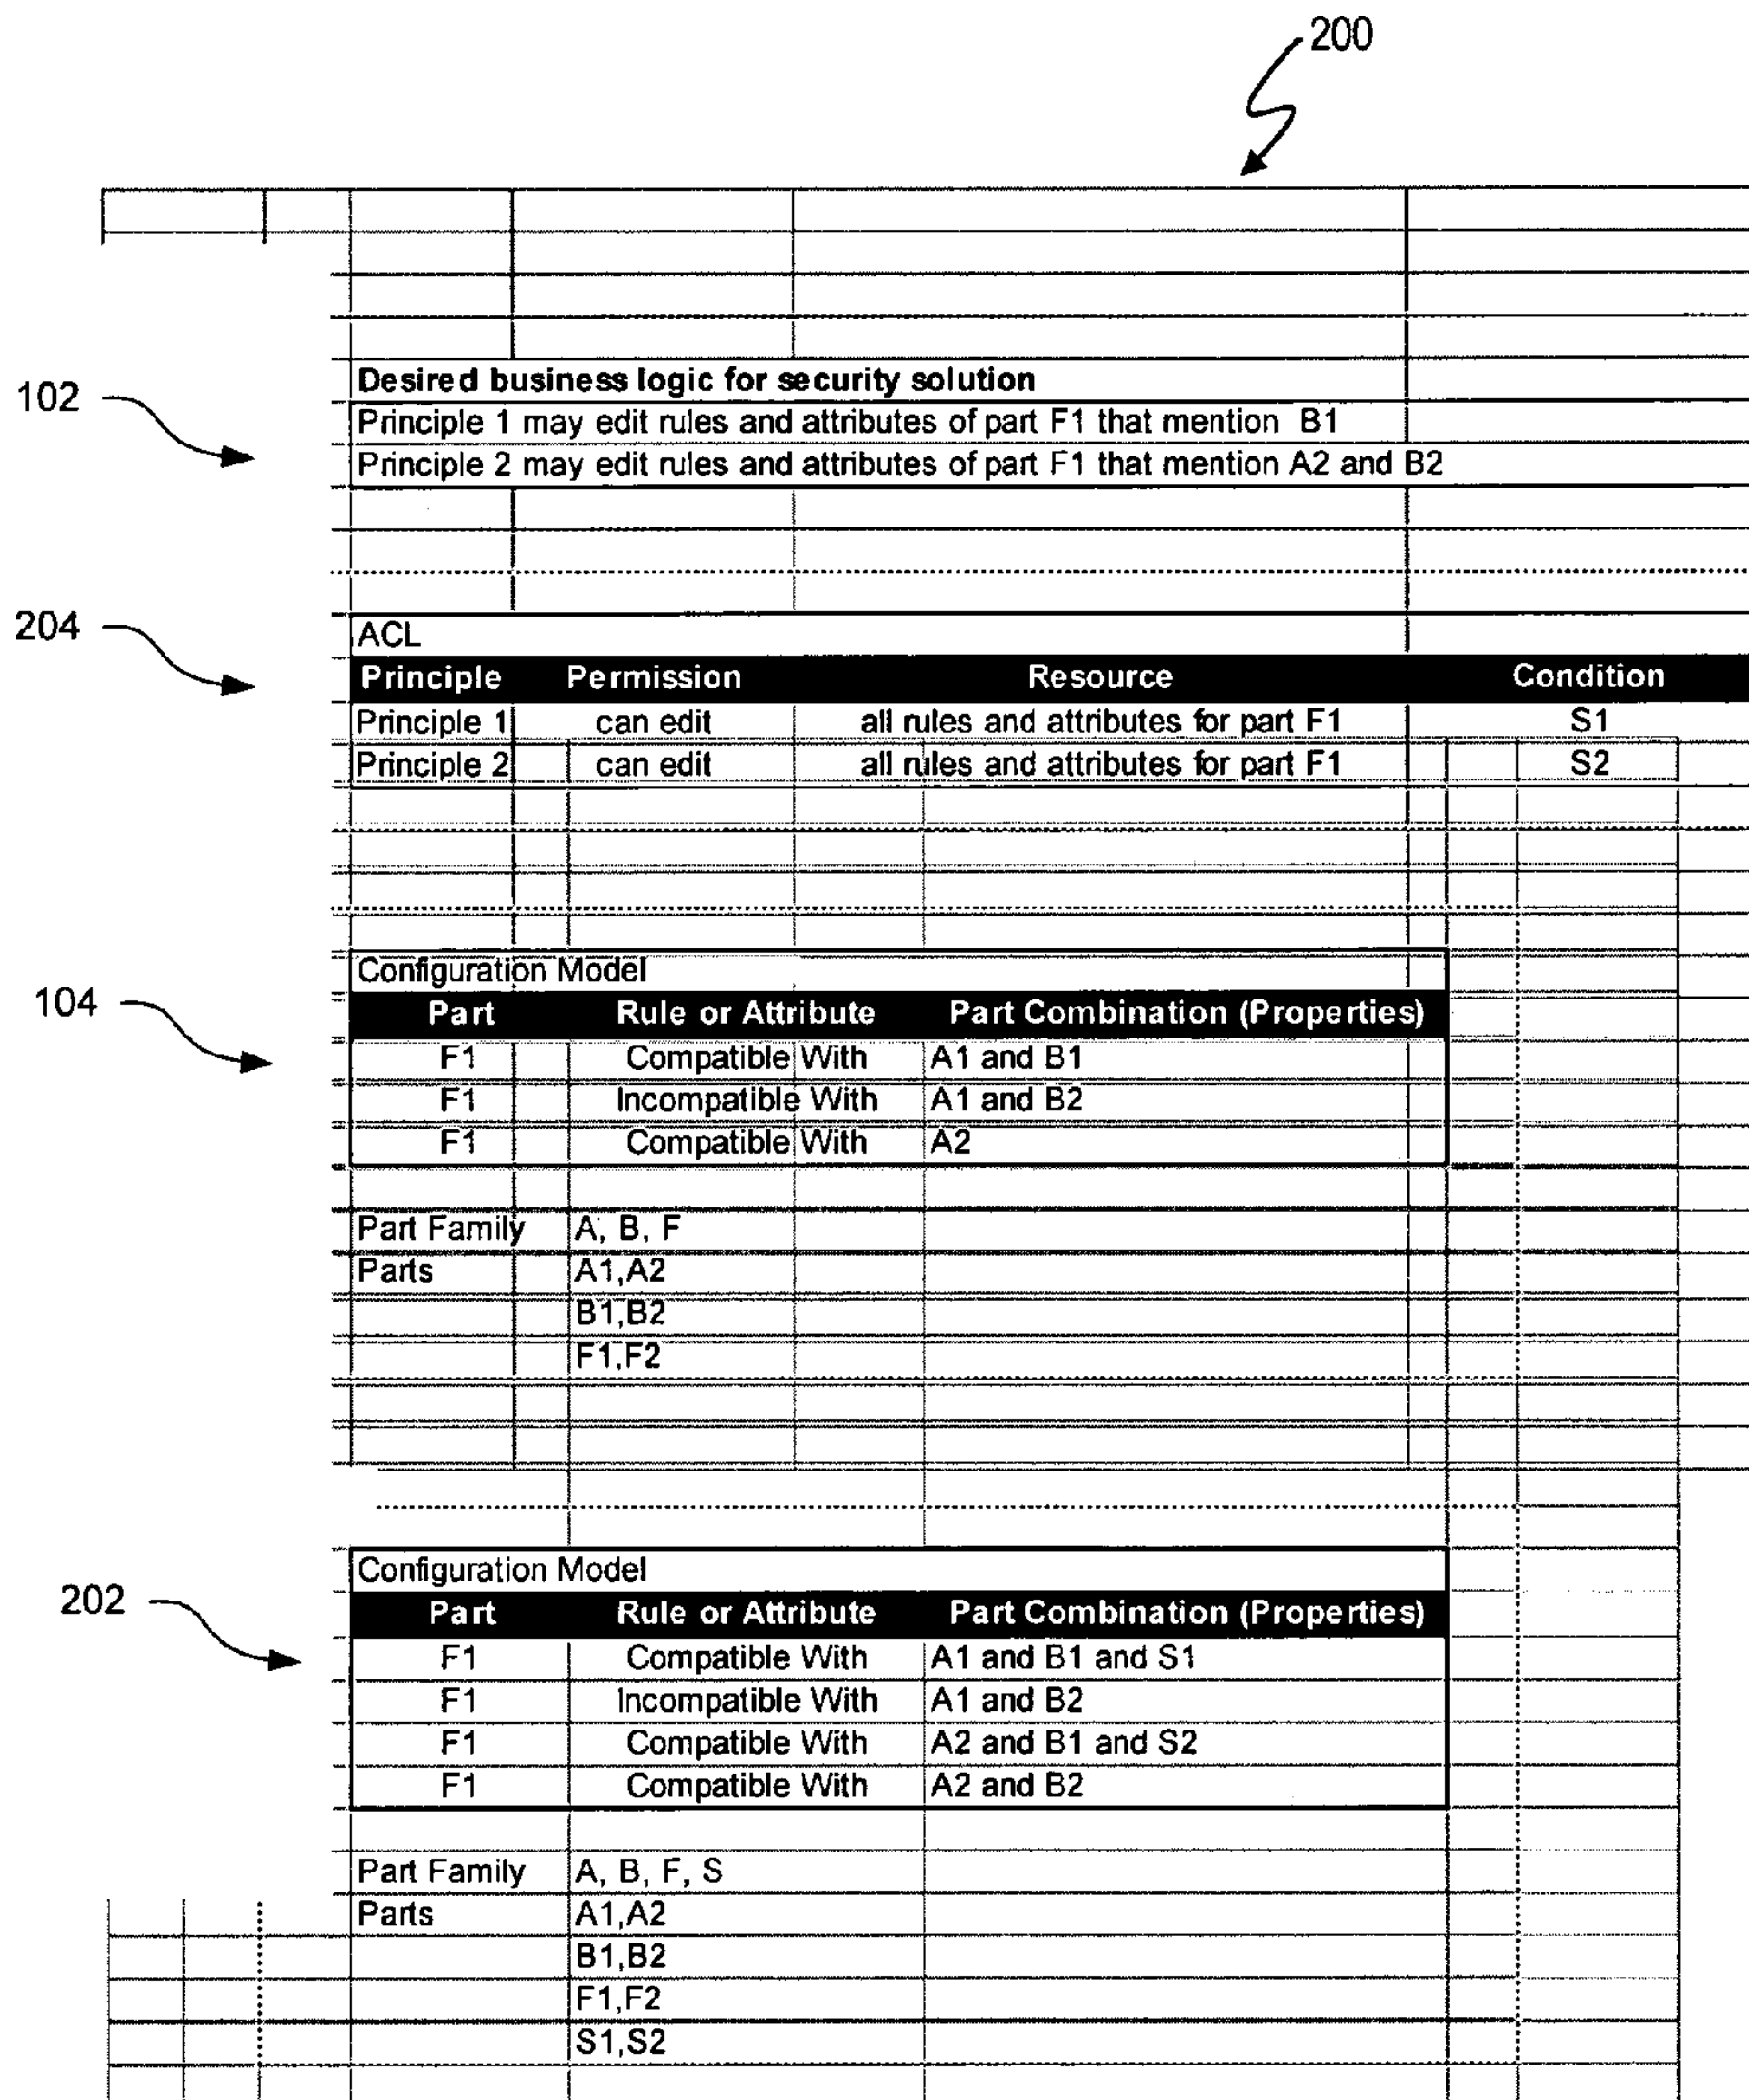 200
Desired business logic for security solution
102
Principle 1 may edit rules and attributes of part F1 that mention B1
Principle 2 may edit rules and attributes of part F1 that mention A2 and B2
204
ACL
Principle Permission Resource Condition
Principle 1 can edit all rules and attributes for part F1 S1
Principle 2 can edit all rules and attributes for part F1 S2
Configuration Model
104
Part Rule or Attribute Part Combination (Properties)
F1 Compatible With A1 and B1
F1 Incompatible With A1 and B2
F1 Compatible With A2
Part Family A, B, F
Parts A1,A2
B1,B2
F1,F2
Configuration Model
202
Part Rule or Attribute Part Combination (Properties)
F1 Compatible With A1 and B1 and S1
F1 Incompatible With A1 and B2
F1 Compatible With A2 and B1 and S2
F1 Compatible With A2 and B2
Part Family A, B, F, S
Parts A1,A2
B1,B2
F1,F2
S1,S2